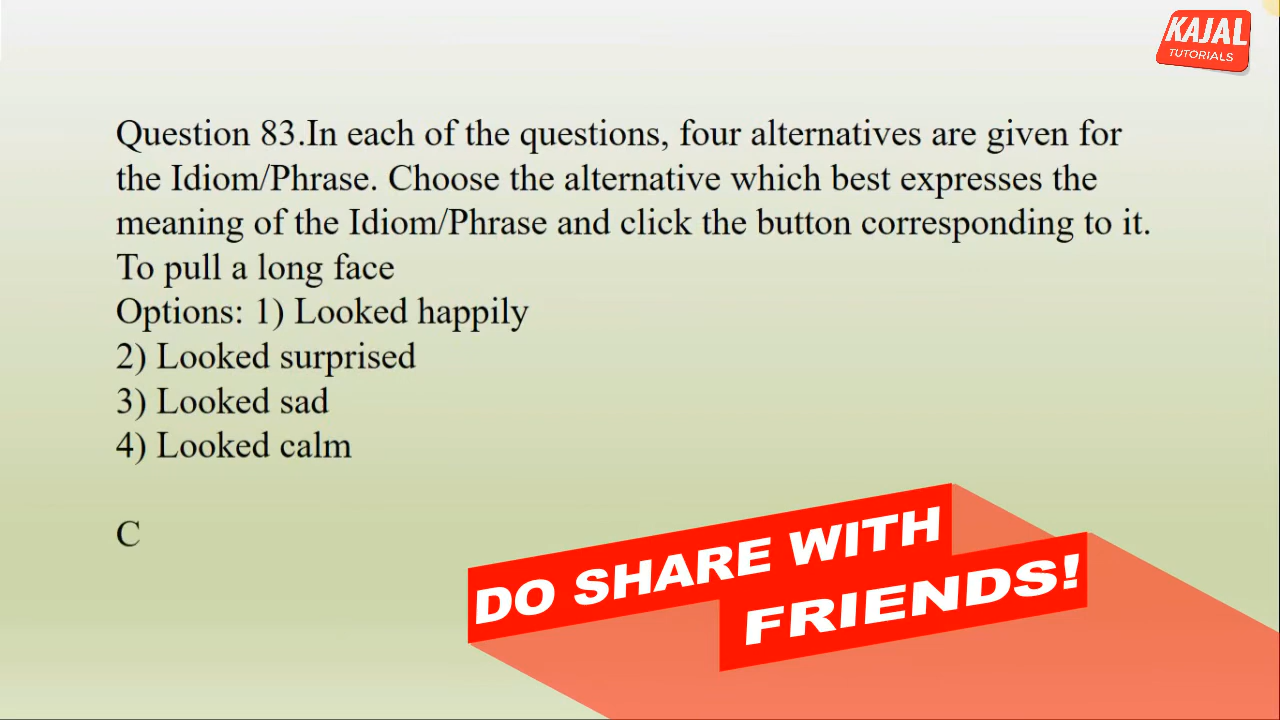 KAJAL
TUTORIALS
Question 83.In each of the questions, four alternatives are given for
the Idiom/Phrase. Choose the alternative which best expresses the
meaning of the Idiom/Phrase and click the button corresponding to it.
To pull a long face
Options: 1) Looked happily
2) Looked surprised
3) Looked sad
4) Looked calm
C
DO SHARE WITH
FRIENDS!